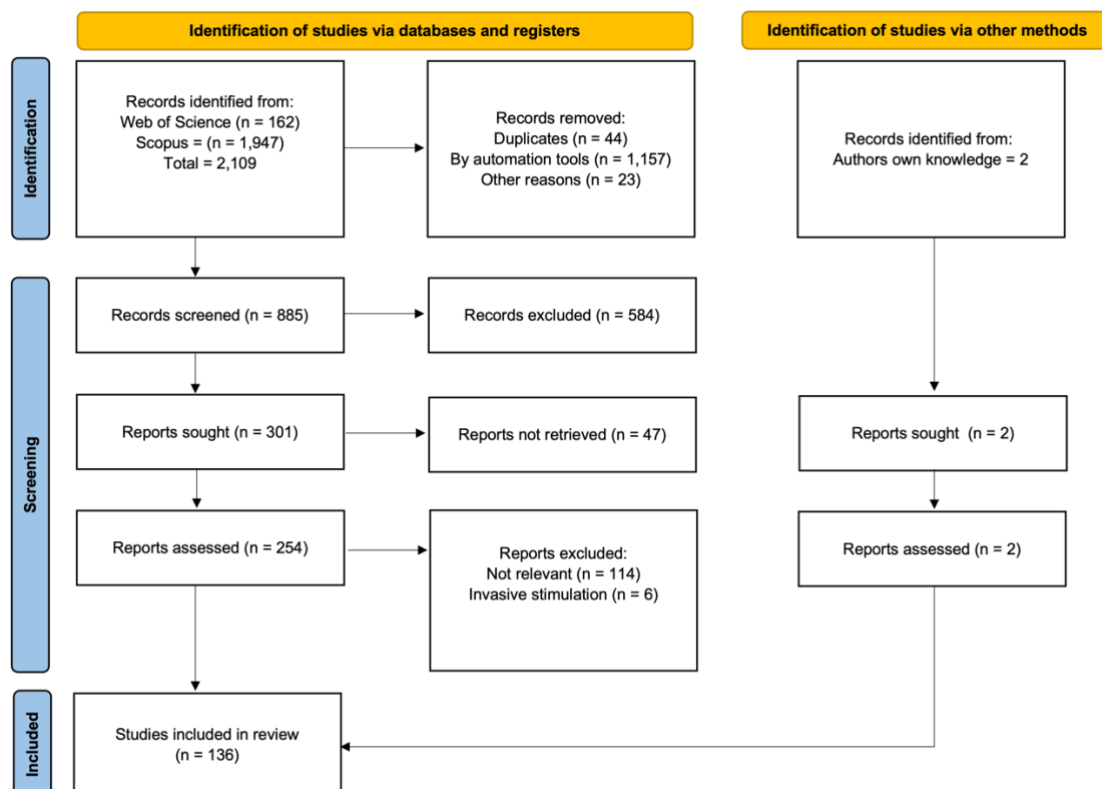 Identification of studies via databases and registers
Identification of studies via other methods
Identification
Records identified from:
Web of Science (n = 162)
Scopus = (n = 1,947)
Total = 2,109
Records removed:
Duplicates (n = 44)
By automation tools (n = 1,157)
Other reasons (n = 23)
Records identified from:
Authors own knowledge = 2
Screening
Records screened (n = 885)
Records excluded (n = 584)
Reports sought (n = 301)
Reports not retrieved (n = 47)
Reports sought (n = 2)
Reports assessed (n = 254)
Reports excluded:
Not relevant (n = 114)
Invasive stimulation (n = 6)
Reports assessed (n = 2)
Included
Studies included in review
(n = 136)